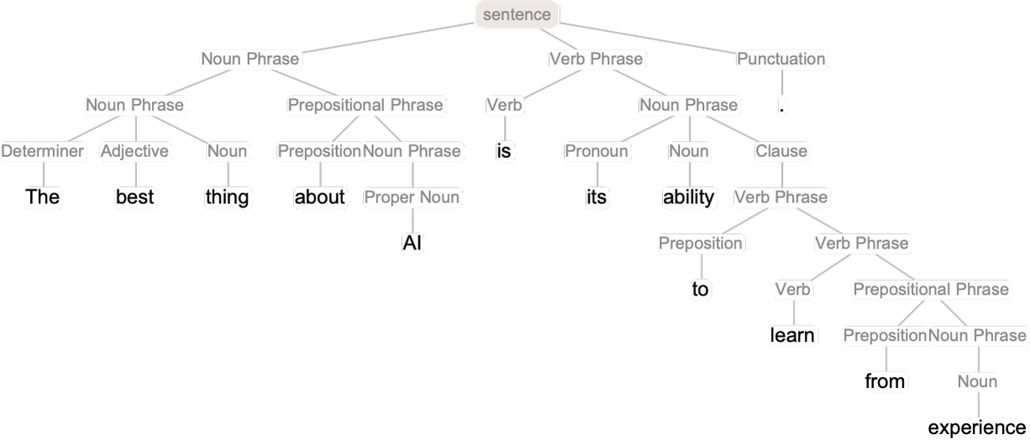 sentence
Noun Phrase Verb Phrase Punctuation
Noun Phrase Prepositional Phrase Verb Noun Phrase .
Determiner Adjective Noun Preposition Noun Phrase is Pronoun Noun Clause
The best thing about Proper Noun its ability Verb Phrase
AI Preposition Verb Phrase
to Verb Prepositional Phrase
learn Preposition Noun Phrase
from Noun
experience